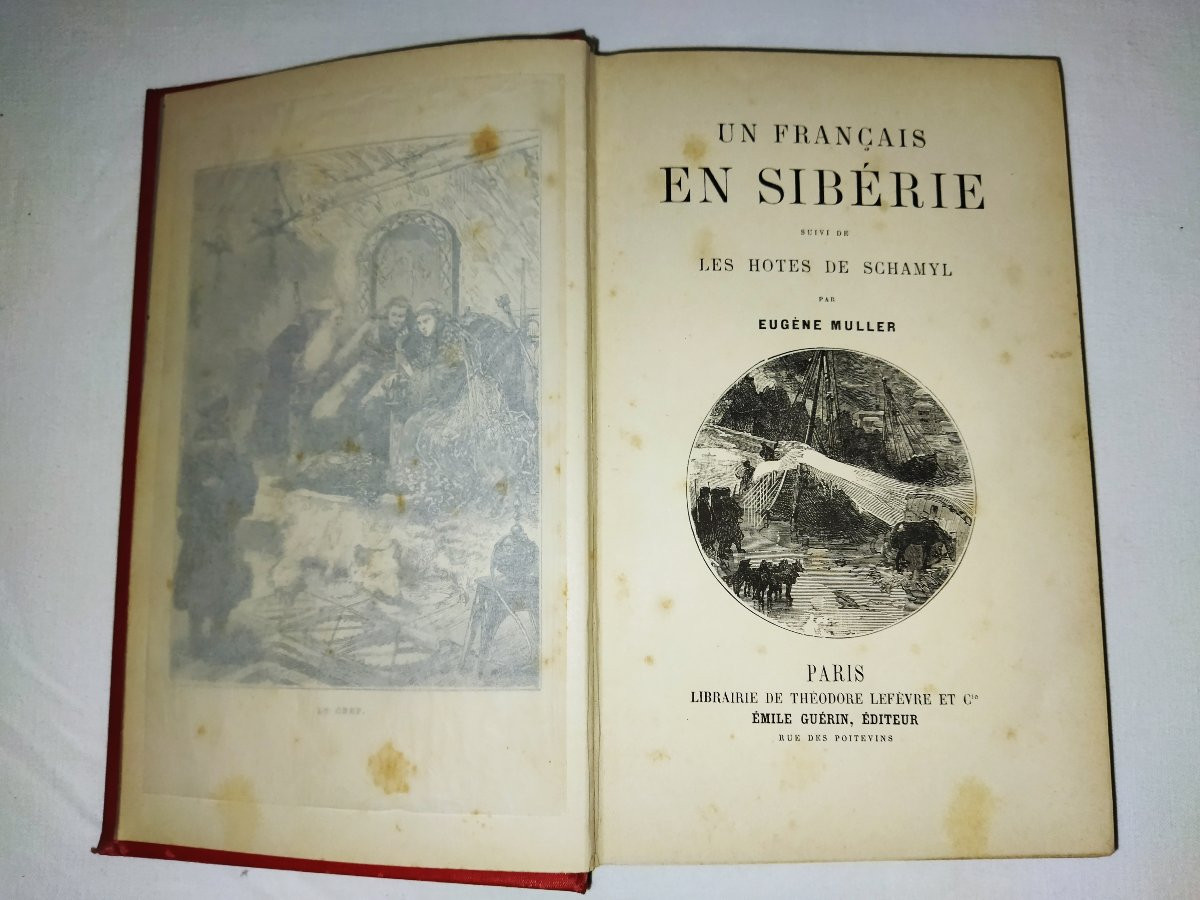 UN FRANÇAIS
EN SIBÉRIE
SUIVI DE
LES HOTES DE SCHAMYL
PAR
EUGÈNE MULLER
PARIS
LIBRAIRIE DE THÉODORE LEFÈVRE ET Cie
ÉMILE GUÉRIN, ÉDITEUR
RUE DES POITEVINS